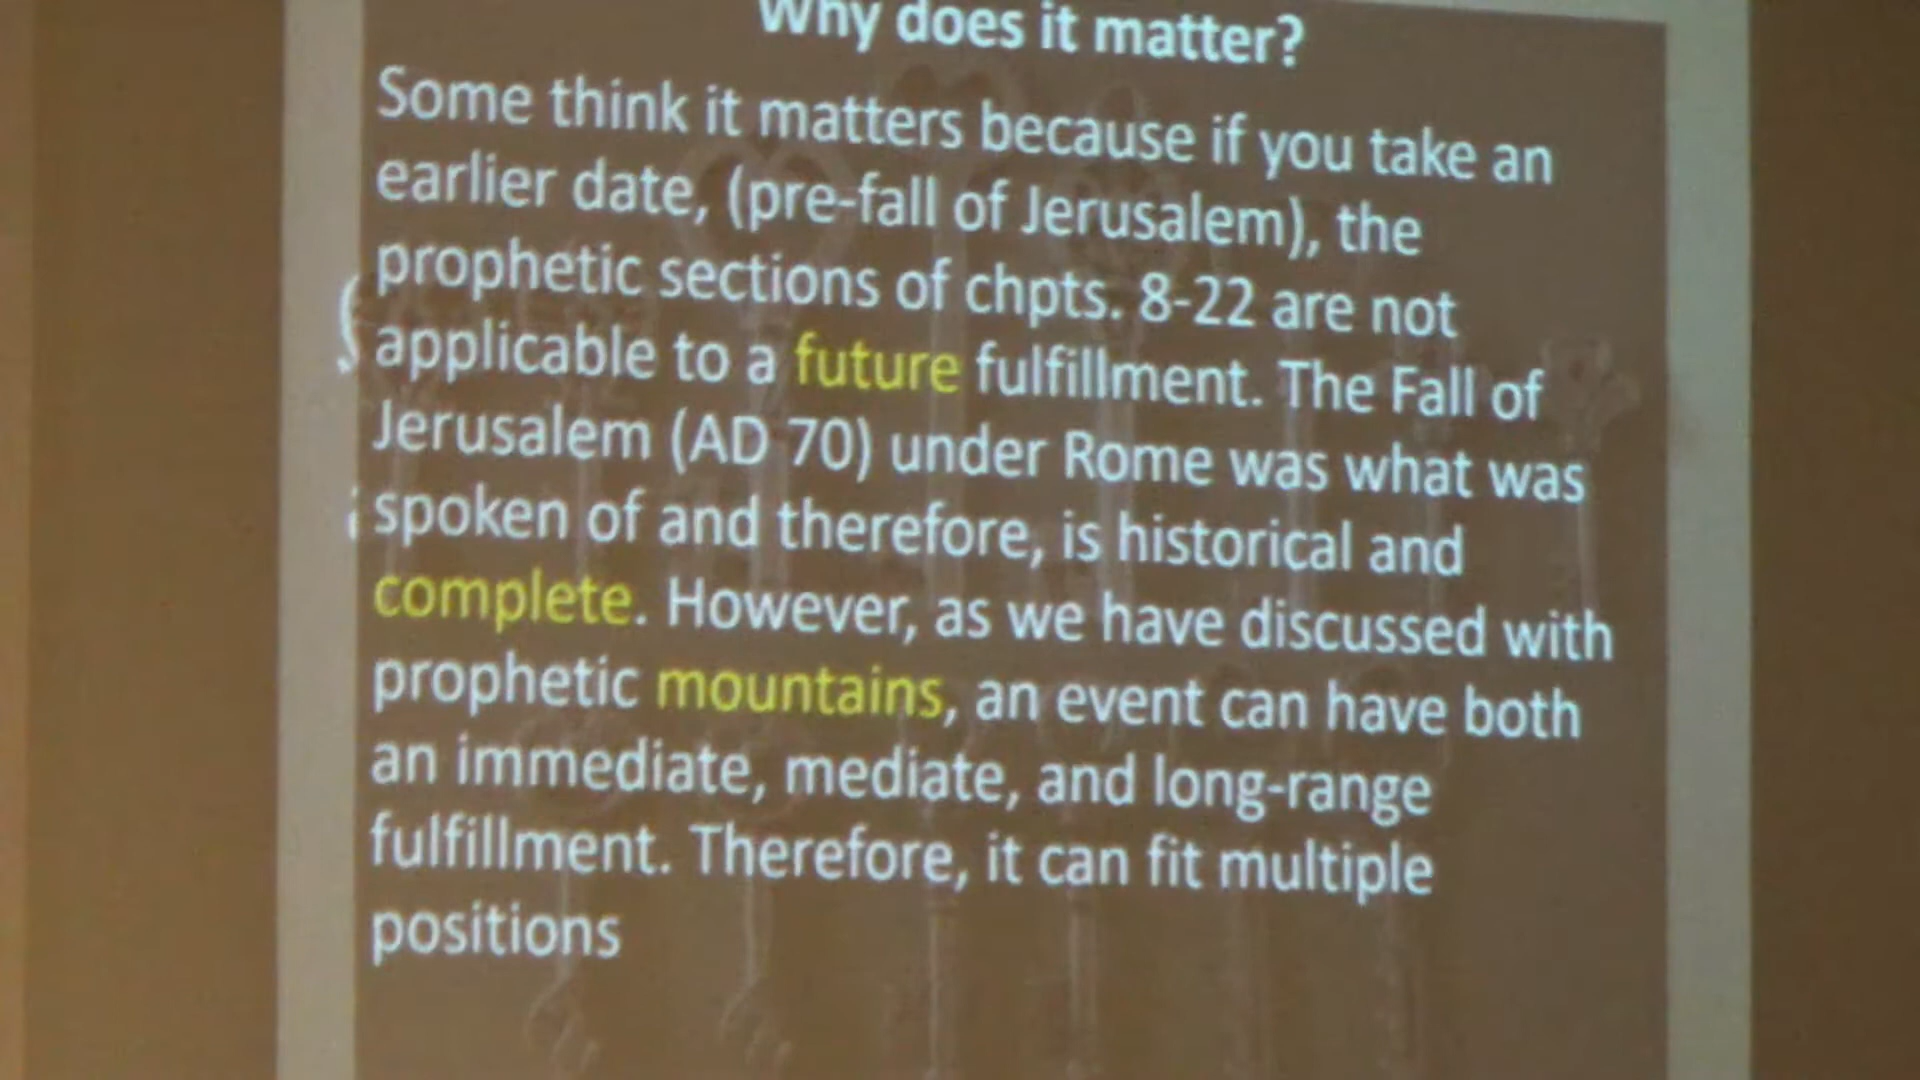 Why does it matter?
Some think it matters because if you take an
earlier date, (pre-fall of Jerusalem), the
prophetic sections of chpts. 8-22 are not
applicable to a future fulfillment. The Fall of
Jerusalem (AD 70) under Rome was what was
spoken of and therefore, is historical and
complete. However, as we have discussed with
prophetic mountains, an event can have both
an immediate, mediate, and long-range
fulfillment. Therefore, it can fit multiple
positions